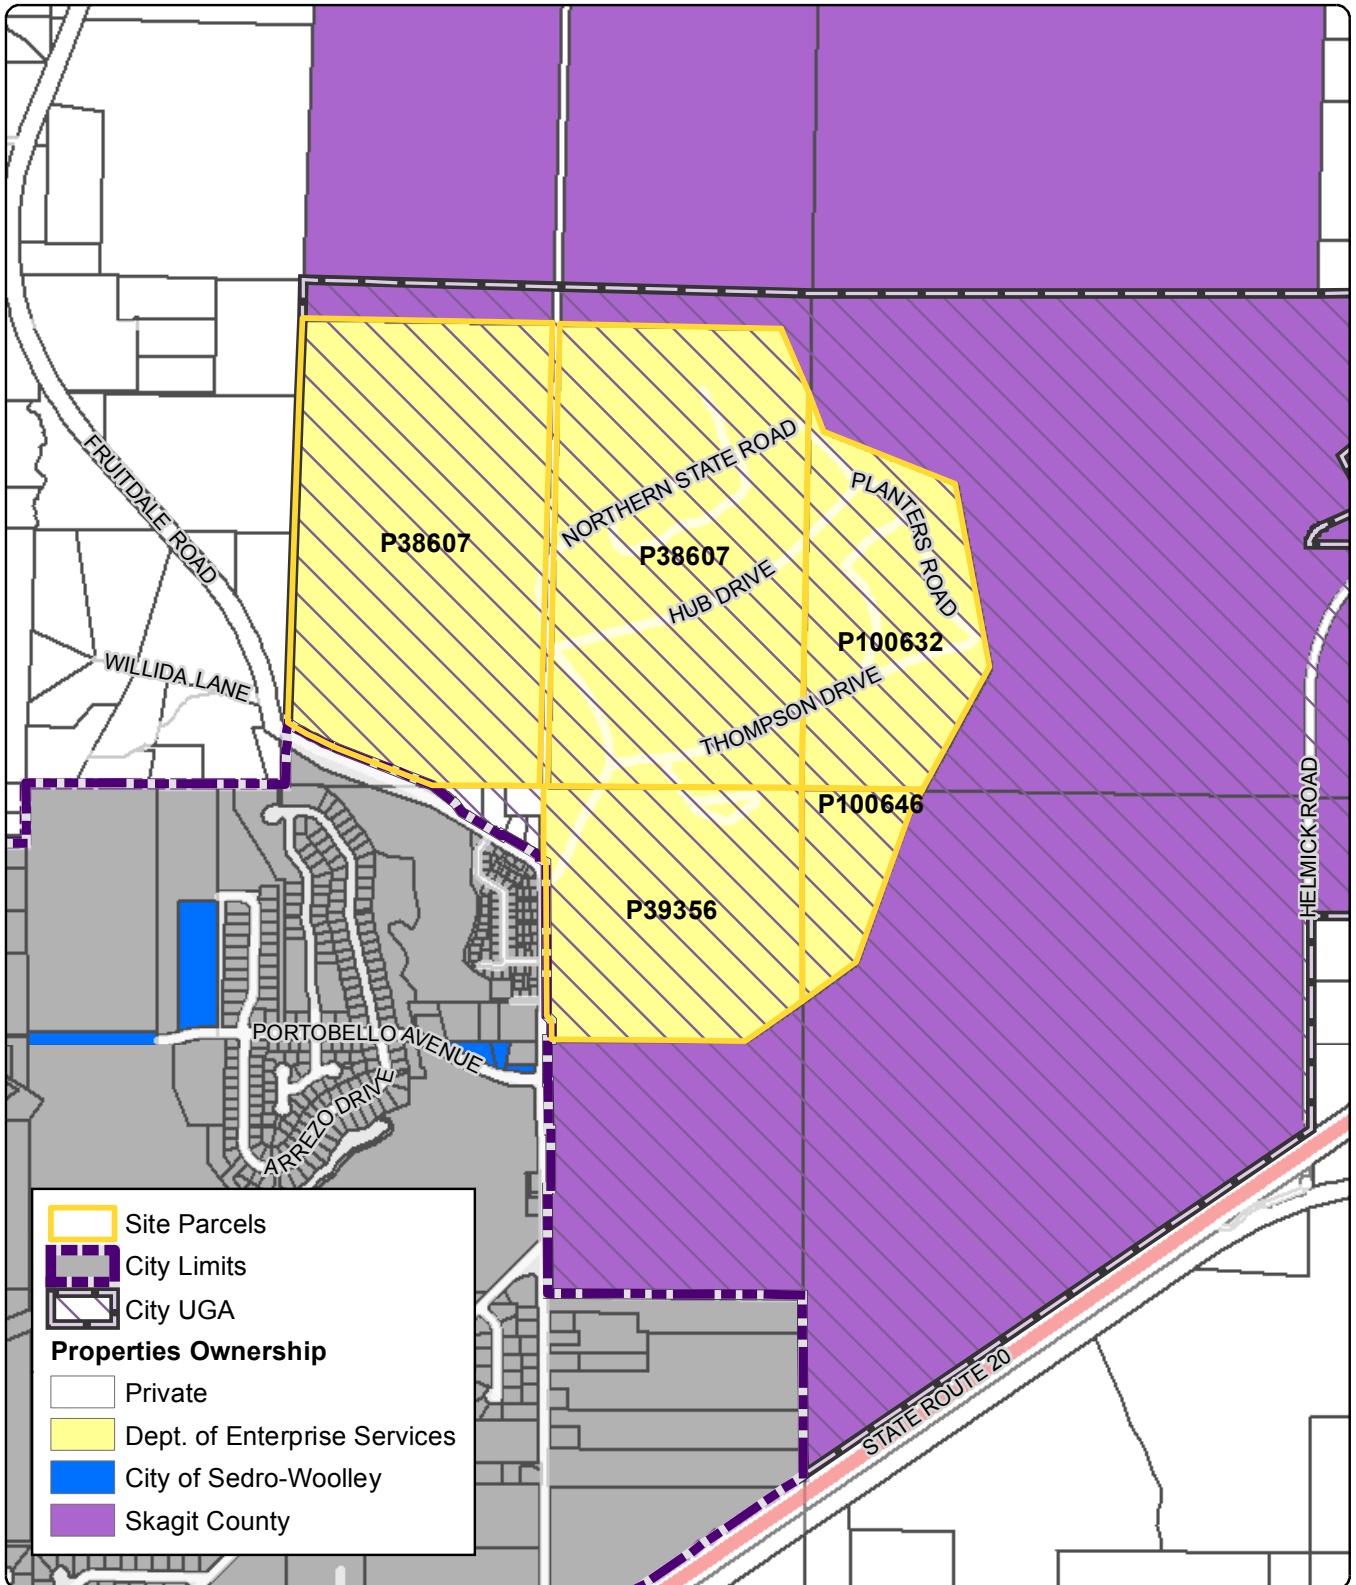 NORTHERN STATE ROAD
PLANTERS ROAD
FRUITDALE ROAD
P38607
P38607
HUB DRIVE
P100632
WILLIDA LANE
THOMPSON DRIVE
P100646
HELMICK ROAD
P39356
PORTOBELLO AVENUE
ARREZO DRIVE
STATE ROUTE 20
Site Parcels
City Limits
City UGA
Properties Ownership
Private
Dept. of Enterprise Services
City of Sedro-Woolley
Skagit County